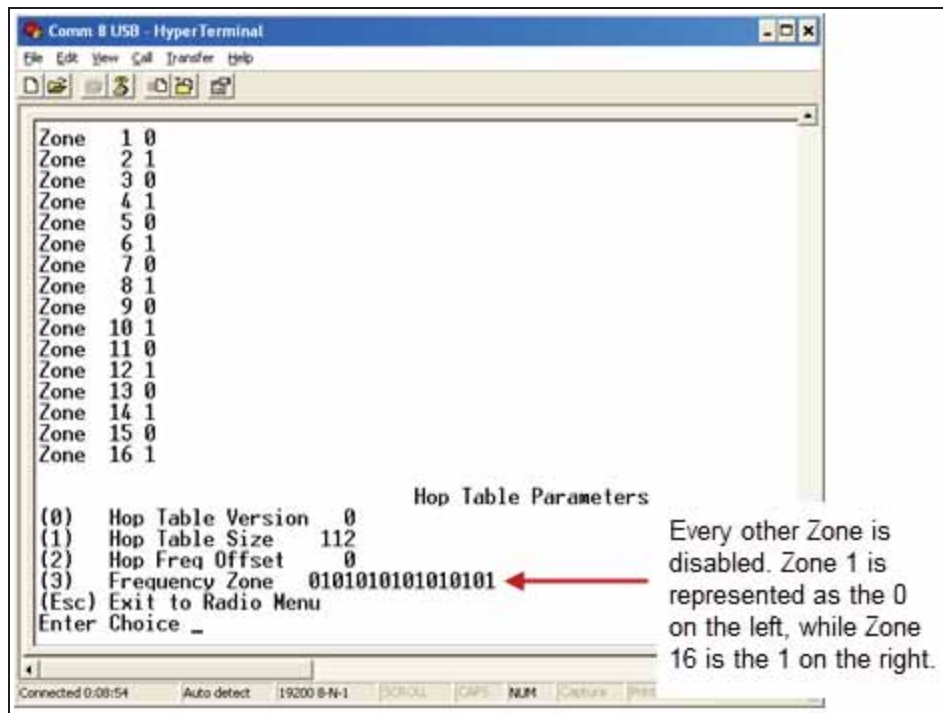 Comm 8 USB - HyperTerminal
File Edit View Call Transfer Help
Zone 1 0
Zone 2 1
Zone 3 0
Zone 4 1
Zone 5 0
Zone 6 1
Zone 7 0
Zone 8 1
Zone 9 0
Zone 10 1
Zone 11 0
Zone 12 1
Zone 13 0
Zone 14 1
Zone 15 0
Zone 16 1
Hop Table Parameters
(0) Hop Table Version 0
(1) Hop Table Size 112
(2) Hop Freq Offset 0
(3) Frequency Zone 0101010101010101
(Esc) Exit to Radio Menu
Enter Choice _
Every other Zone is
disabled. Zone 1 is
represented as the 0
on the left, while Zone
16 is the 1 on the right.
Connected 0:08:54 Auto detect 19200 8-N-1 SCROLL CAPS NUM Capture